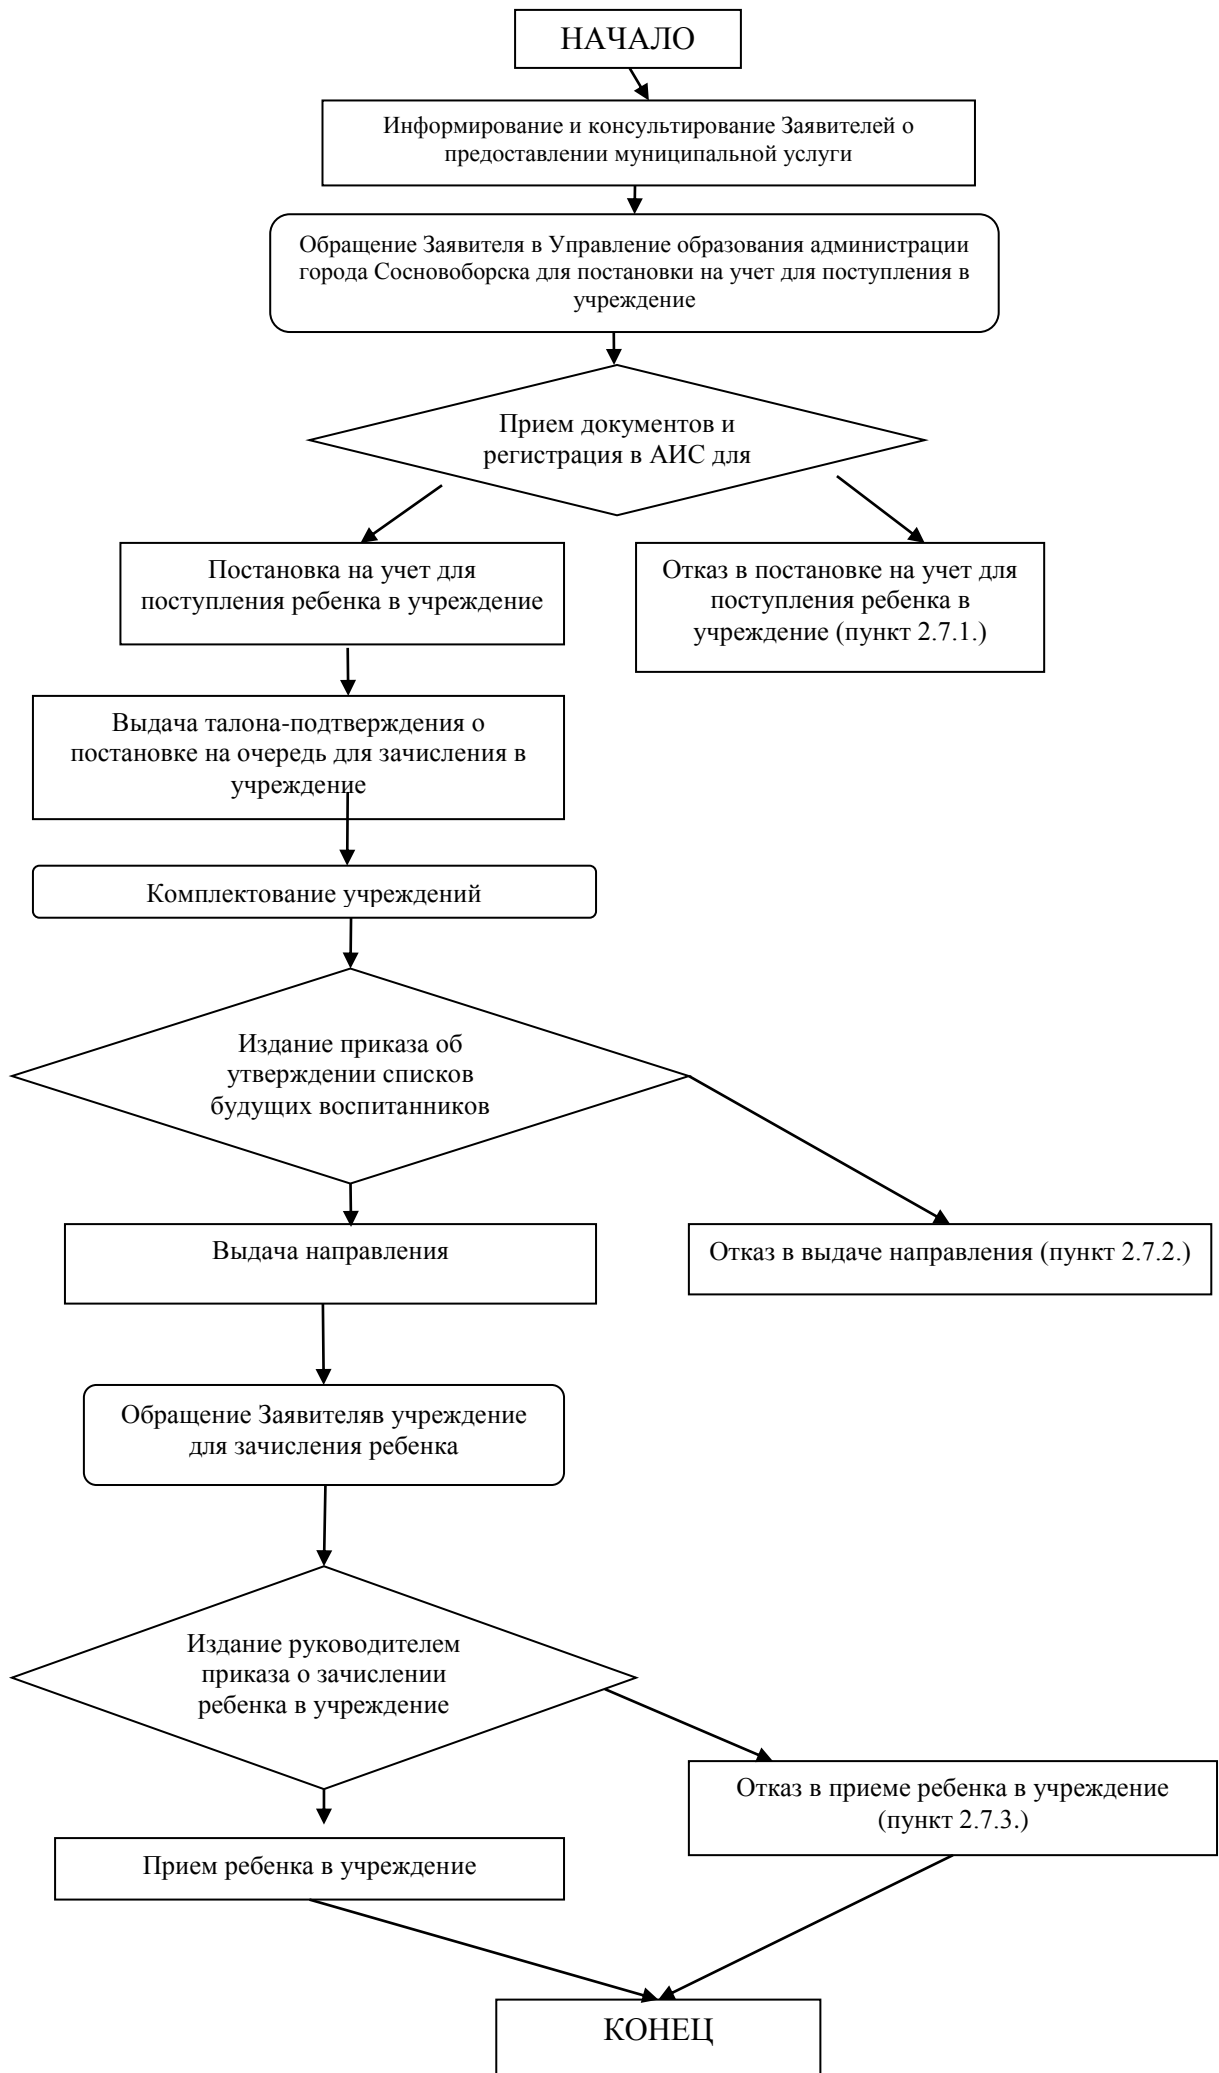 НАЧАЛО
Информирование и консультирование Заявителей о
предоставлении муниципальной услуги
Обращение Заявителя в Управление образования администрации
города Сосновоборска для постановки на учет для поступления в
учреждение
Прием документов и
регистрация в АИС для
Постановка на учет для
поступления ребенка в учреждение
Отказ в постановке на учет для
поступления ребенка в
учреждение (пункт 2.7.1.)
Выдача талона-подтверждения о
постановке на очередь для зачисления в
учреждение
Комплектование учреждений
Издание приказа об
утверждении списков
будущих воспитанников
Выдача направления
Отказ в выдаче направления (пункт 2.7.2.)
Обращение Заявителяв учреждение
для зачисления ребенка
Издание руководителем
приказа о зачислении
ребенка в учреждение
Отказ в приеме ребенка в учреждение
(пункт 2.7.3.)
Прием ребенка в учреждение
КОНЕЦ